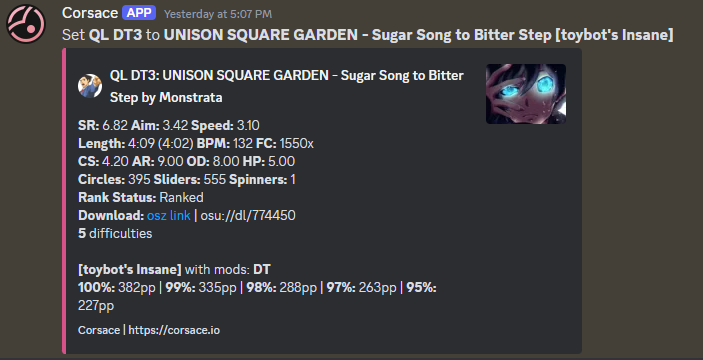 Corsace APP Yesterday at 5:07 PM
Set QL DT3 to UNISON SQUARE GARDEN - Sugar Song to Bitter Step [toybot's Insane]
QL DT3: UNISON SQUARE GARDEN - Sugar Song to Bitter
Step by Monstrata
SR: 6.82 Aim: 3.42 Speed: 3.10
Length: 4:09 (4:02) BPM: 132 FC: 1550x
CS: 4.20 AR: 9.00 OD: 8.00 HP: 5.00
Circles: 395 Sliders: 555 Spinners: 1
Rank Status: Ranked
Download: osz link | osu://dl/774450
5 difficulties
[toybot's Insane] with mods: DT
100%: 382pp | 99%: 335pp | 98%: 288pp | 97%: 263pp | 95%:
227pp
Corsace | https://corsace.io